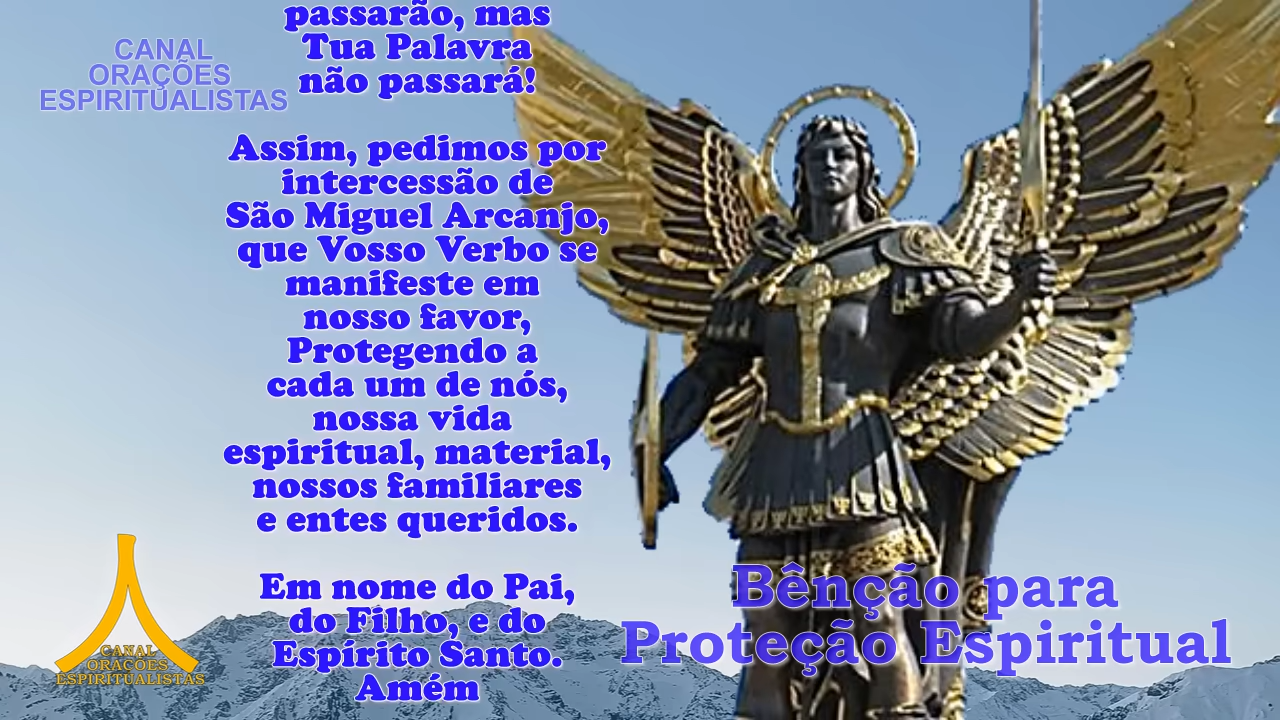 passarão, mas
Tua Palavra
não passará!
CANAL
ORAÇÕES
ESPIRITUALISTAS
Assim, pedimos por
intercessão de
São Miguel Arcanjo,
que Vosso Verbo se
manifeste em
nosso favor,
Protegendo a
cada um de nós,
nossa vida
espiritual, material,
nossos familiares
e entes queridos.
Em nome do Pai,
do Filho, e do
Espírito Santo.
Amém
Bênção para
Proteção Espiritual
CANAL
ORAÇÕES
ESPIRITUALISTAS